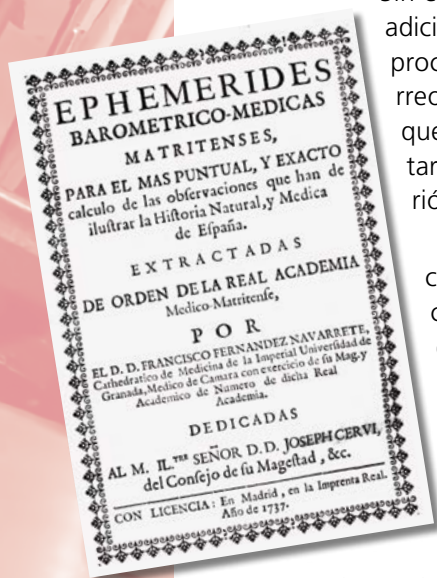 EPHEMERIDES
BAROMETRICO-MEDICAS
MATRITENSES,
PARA EL MAS PUNTUAL, Y EXACTO
calculo de las obſervaciones que han de
iluſtrar la Hiſtoria Natural, y Medica
de Eſpaña.
EXTRACTADAS
DE ORDEN DE LA REAL ACADEMIA
Medico-Matritenſe,
POR
EL D. D. FRANCISCO FERNANDEZ NAVARRETE,
Cathedratico de Medicina de la Imperial Univerſidad de
Granada, Medico de Camara con exercicio de ſu Mag. y
Academico de Numero de dicha Real
Academia.
DEDICADAS
AL M. IL.TRE SEÑOR D. D. JOSEPH CERVI,
del Conſejo de ſu Mageſtad, &c.
CON LICENCIA: En Madrid, en la Imprenta Real.
Año de 1737.
adici
proc
rrec
que
tar
rió
c